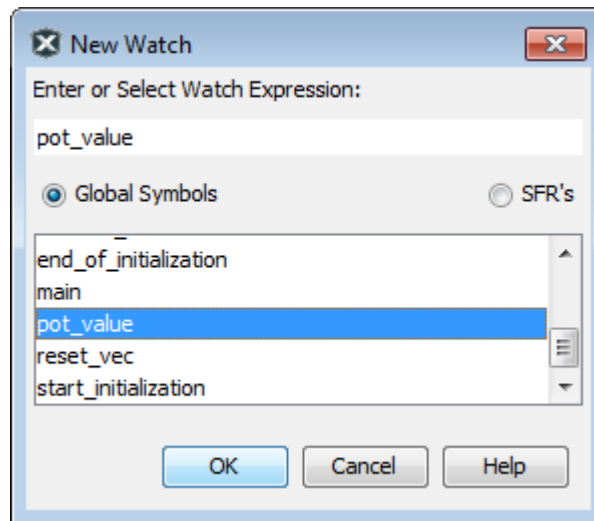 New Watch
Enter or Select Watch Expression:
pot_value
Global Symbols SFR's
end_of_initialization
main
pot_value
reset_vec
start_initialization
OK Cancel Help